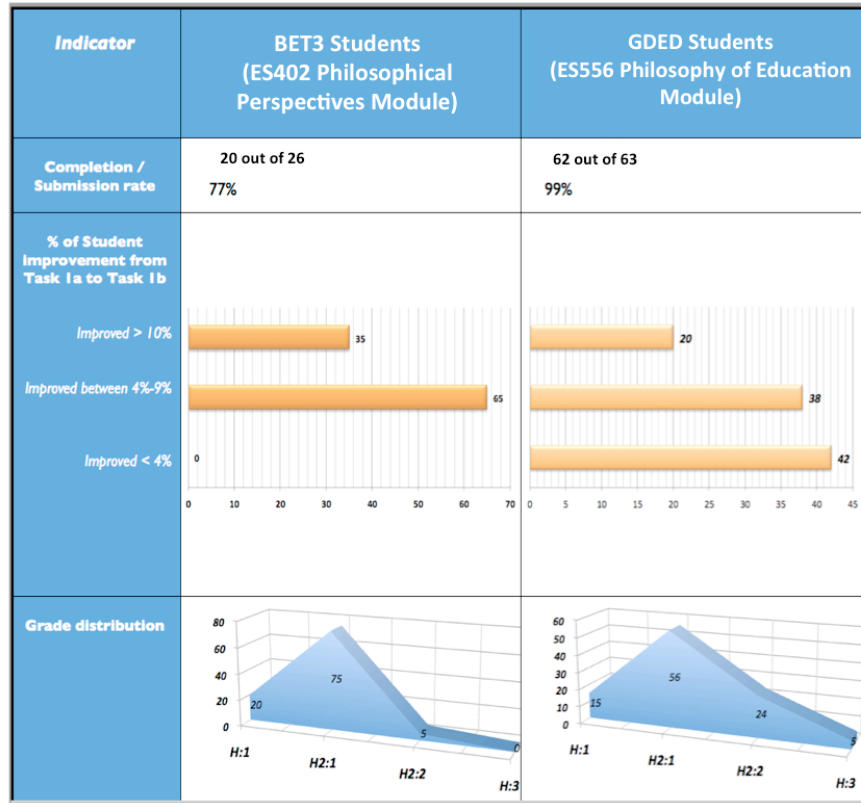 Indicator
BET3 Students
(ES402 Philosophical
Perspectives Module)
GDED Students
(ES556 Philosophy of Education
Module)
Completion /
Submission rate
20 out of 26
77%
62 out of 63
99%
% of Student
improvement from
Task 1a to Task 1b
Improved > 10%
Improved between 4%-9%
Improved < 4%
35
65
0
0 10 20 30 40 50 60 70
20
38
42
0 5 10 15 20 25 30 35 40 45
Grade distribution
80
60
40
20
0
20
75
5
0
H:1
H2:1
H2:2
H:3
60
50
40
30
20
10
0
15
56
24
5
H:1
H2:1
H2:2
H:3